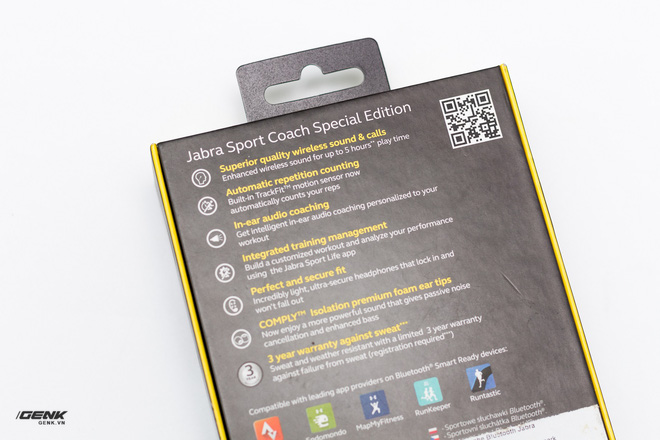 Jabra Sport Coach Special Edition
Superior quality wireless sound & calls
Enhanced wireless sound for up to 5 hours** play time
Automatic repetition counting
Built-in TrackFit™ motion sensor now
automatically counts your reps
In-ear audio coaching
Get intelligent in-ear audio coaching personalized to your
workout
Integrated training management
Build a customized workout and analyze your performance
using the Jabra Sport Life app
Perfect and secure fit
Incredibly light, ultra-secure headphones that lock in and
won't fall out
COMPLY™ Isolation premium foam ear tips
Now enjoy a more powerful sound that gives passive noise
cancellation and enhanced bass
3 year warranty against sweat***
Sweat and weather resistant with a limited 3 year warranty
against failure from sweat (registration required***)
3
YEAR
Compatible with leading app providers on Bluetooth® Smart Ready devices:
Endomondo
MapMyFitness
RunKeeper
Runtastic
- Sportowe słuchawki Bluetooth®
- Sportovní sluchátka Bluetooth®
Bluetooth Jabra
GENK
GENK.VN